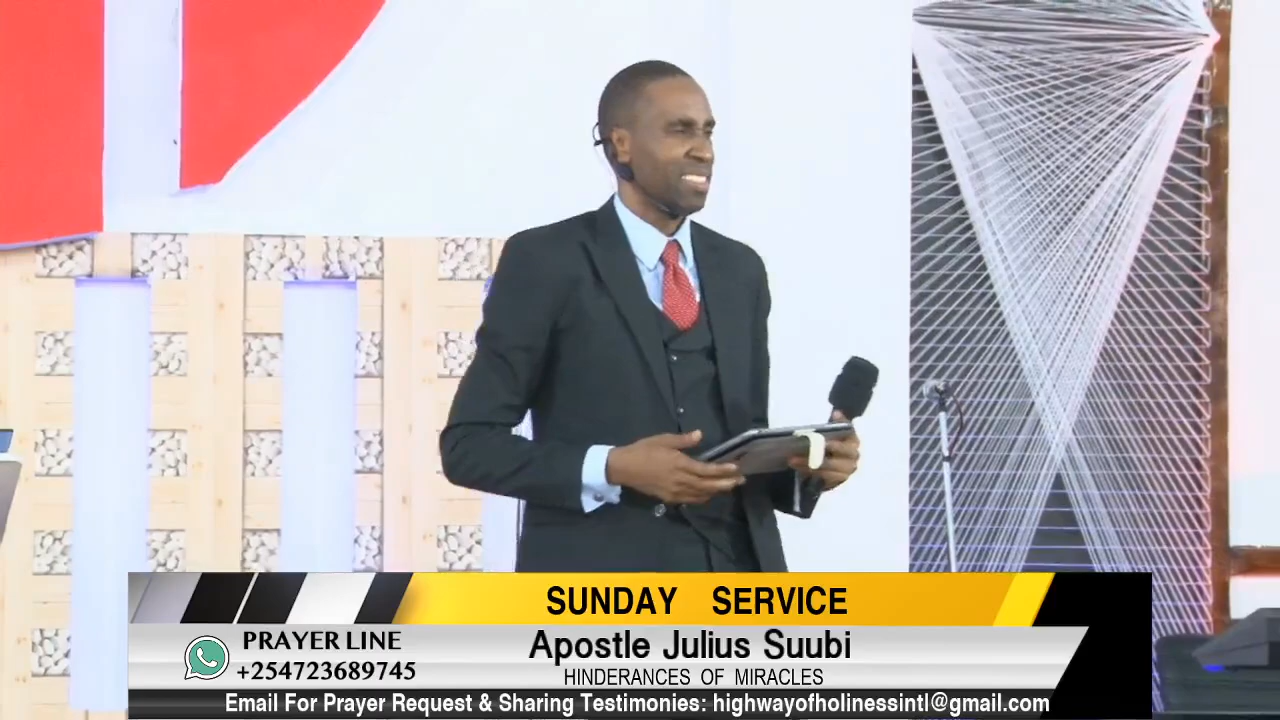 SUNDAY SERVICE
PRAYER LINE
+254723689745
Apostle Julius Suubi
HINDERANCES OF MIRACLES
Email For Prayer Request & Sharing Testimonies: highwayofholinessintl@gmail.com